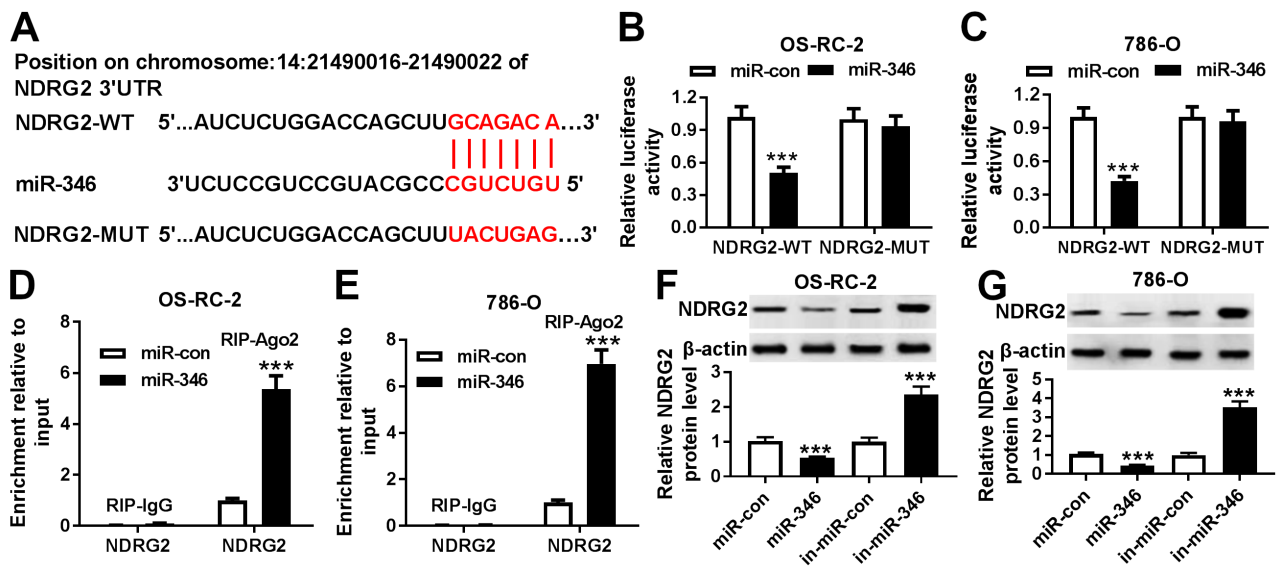 A
Position on chromosome:14:21490016-21490022 of
NDRG2 3'UTR
NDRG2-WT 5'...AUCUCUGGACCAGCUUGCAGAC A...3'
miR-346 3'UCUCCGUCCGUACGCCCGUCUGU 5'
NDRG2-MUT 5'...AUCUCUGGACCAGCUUUACUGAG...3'
B
OS-RC-2
miR-con miR-346
Relative luciferase
activity
1.2
0.9
0.6
0.3
0.0
***
NDRG2-WT NDRG2-MUT
C
786-O
miR-con miR-346
Relative luciferase
activity
1.2
0.9
0.6
0.3
0.0
***
NDRG2-WT NDRG2-MUT
D
OS-RC-2
Enrichment relative to
input
8
6
4
2
0
miR-con
miR-346
RIP-Ago2
***
RIP-IgG
NDRG2 NDRG2
E
786-O
Enrichment relative to
input
8
6
4
2
0
miR-con
miR-346
RIP-Ago2
***
RIP-IgG
NDRG2 NDRG2
F
OS-RC-2
NDRG2
β-actin
Relative NDRG2
protein level
3
2
1
0
***
***
miR-con
miR-346
in-miR-con
in-miR-346
G
786-O
NDRG2
β-actin
Relative NDRG2
protein level
5
4
3
2
1
0
***
***
miR-con
miR-346
in-miR-con
in-miR-346